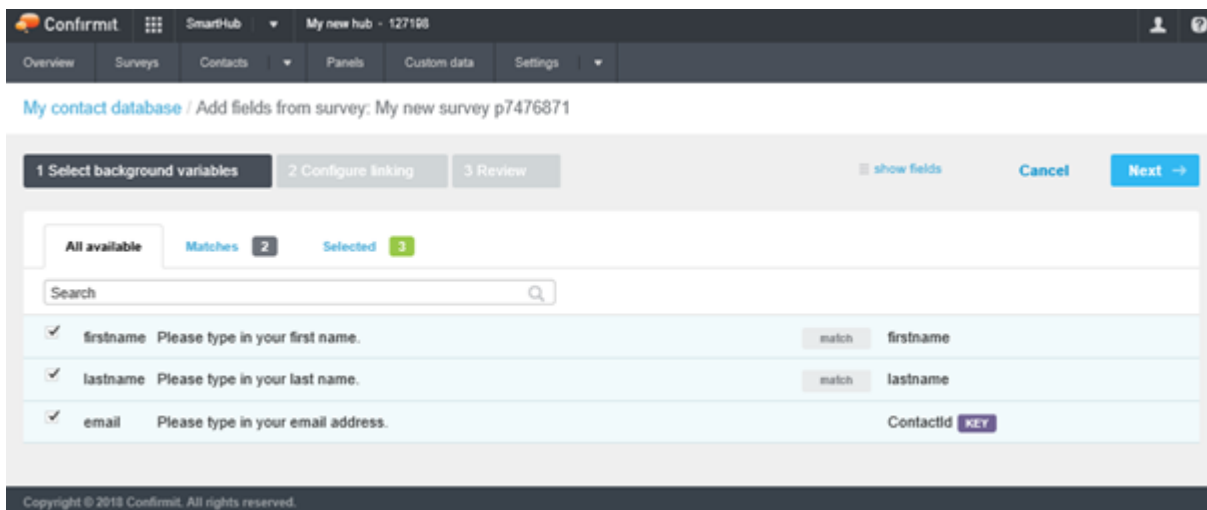 Confirmit SmartHub My new hub - 127198
Overview Surveys Contacts Panels Custom data Settings
My contact database / Add fields from survey: My new survey p7476871
1 Select background variables 2 Configure linking 3 Review show fields Cancel Next →
All available Matches 2 Selected 3
Search
firstname Please type in your first name. match firstname
lastname Please type in your last name. match lastname
email Please type in your email address. ContactId KEY
Copyright © 2018 Confirmit. All rights reserved.